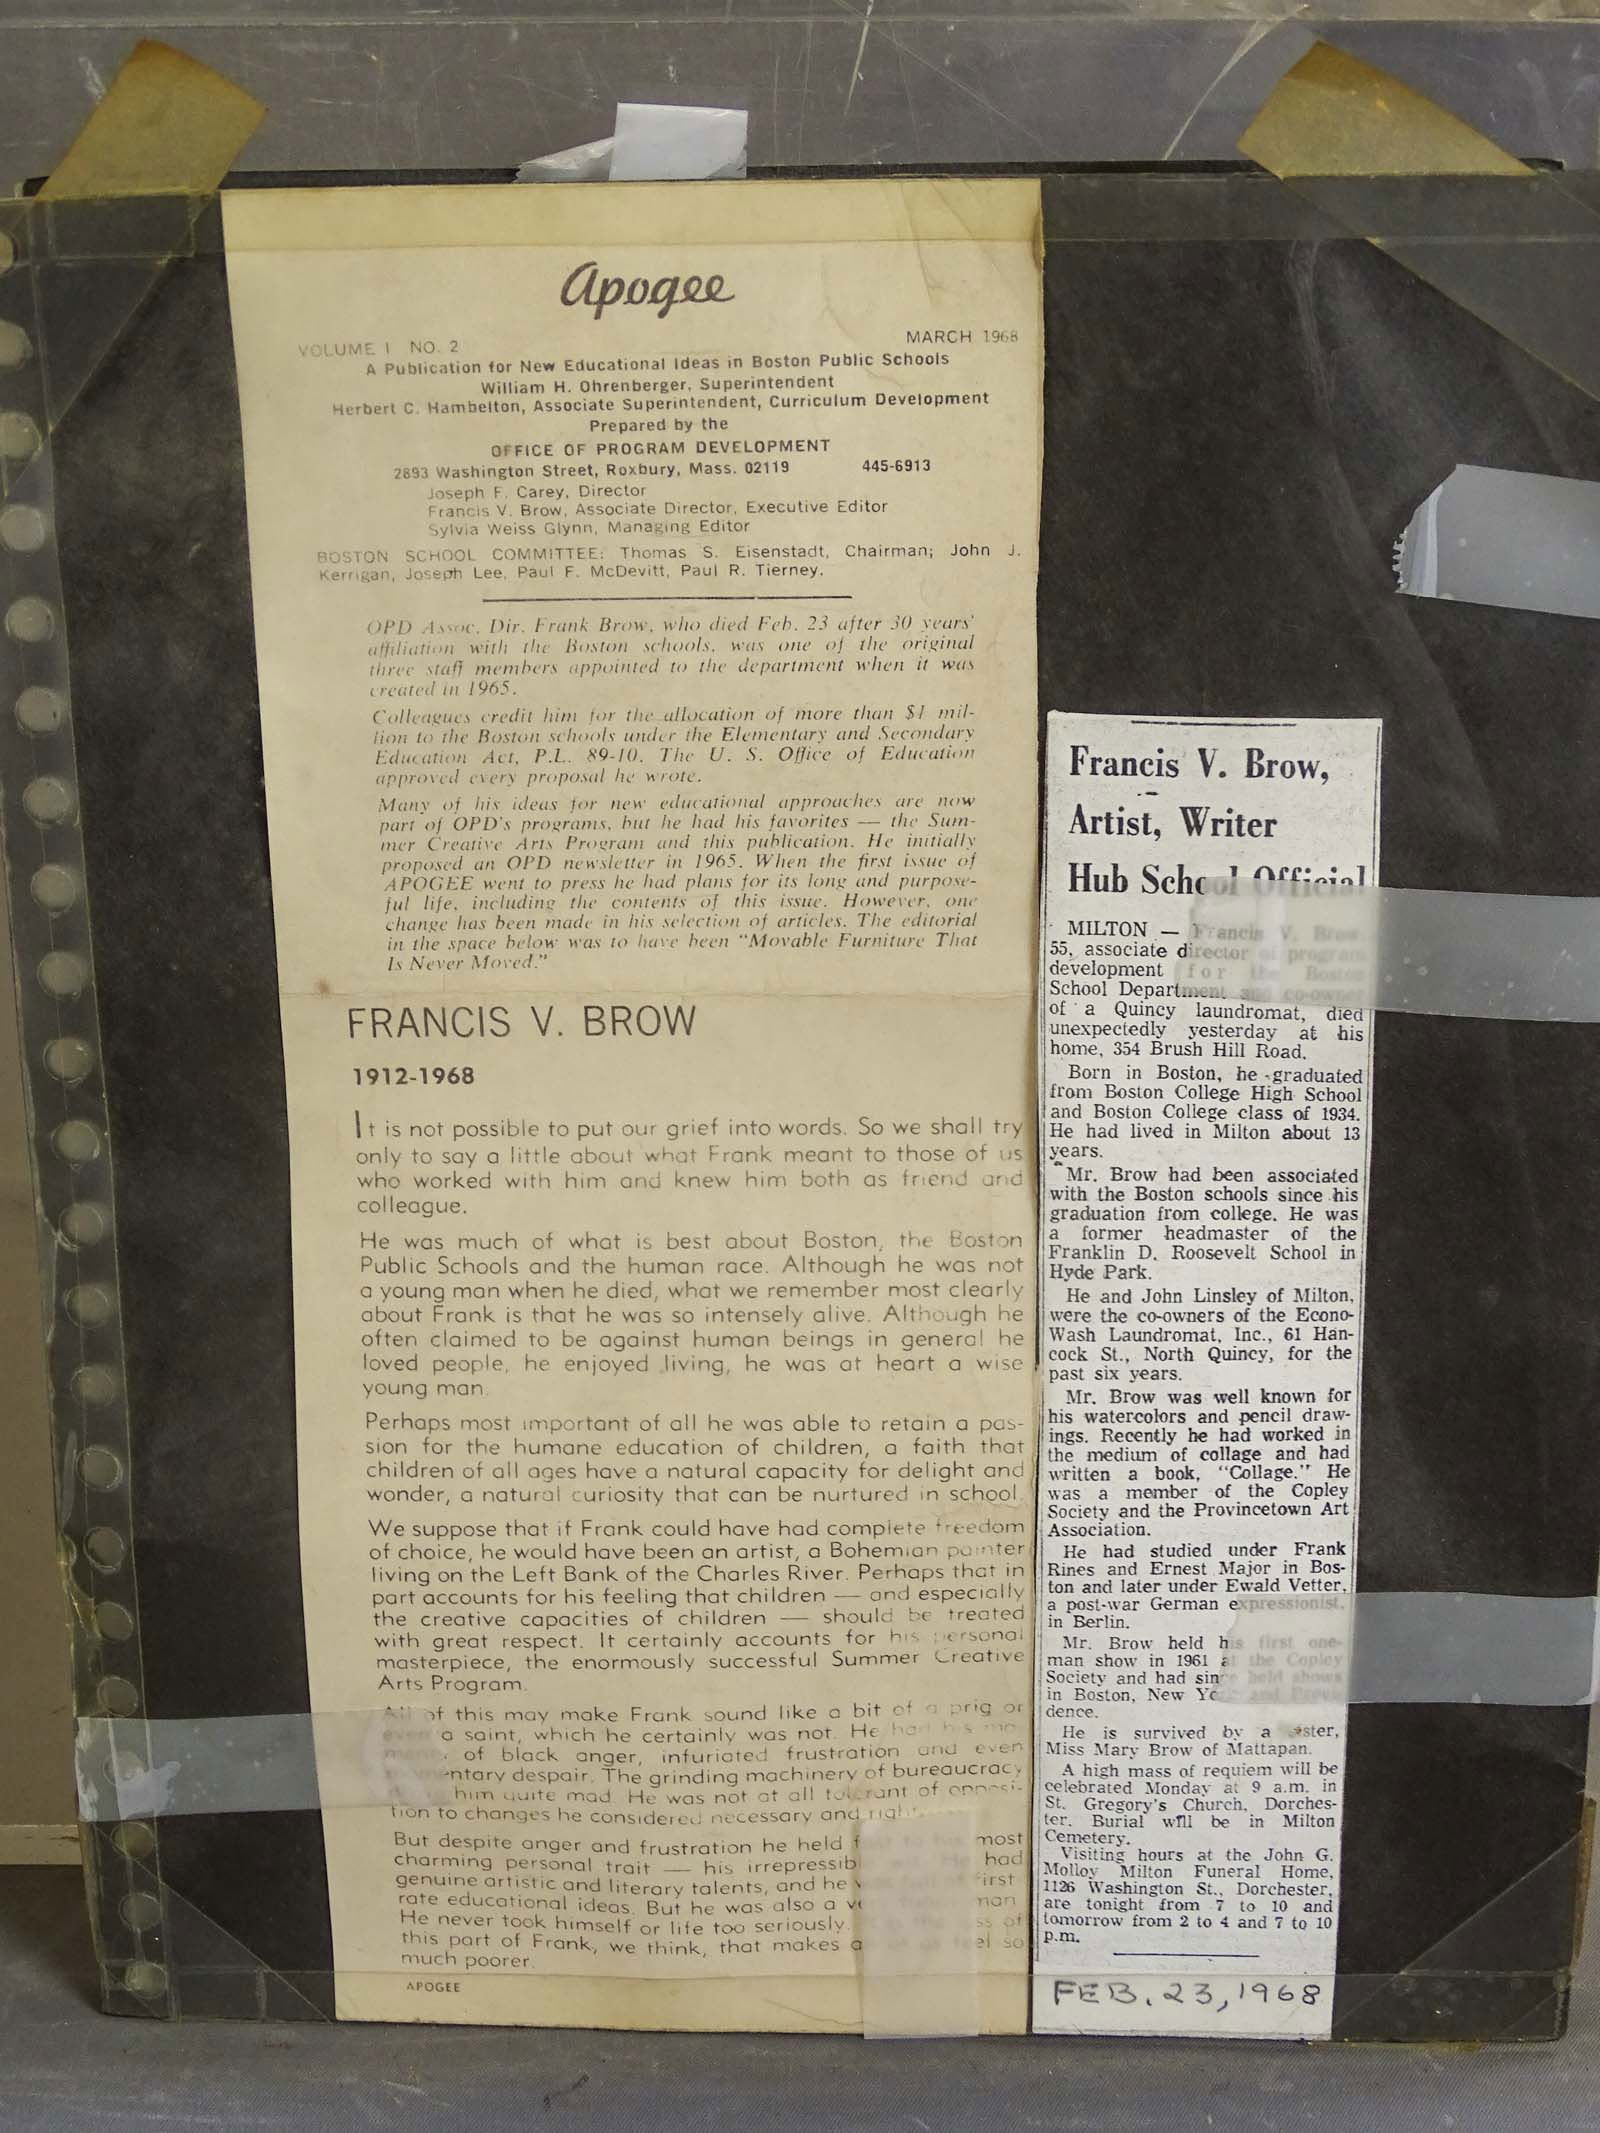 Apogee
VOLUME I NO. 2 MARCH 1968
A Publication for New Educational Ideas in Boston Public Schools
William H. Ohrenberger, Superintendent
Herbert C. Hambelton, Associate Superintendent, Curriculum Development
Prepared by the
OFFICE OF PROGRAM DEVELOPMENT
2893 Washington Street, Roxbury, Mass. 02119 445-6913
Joseph F. Carey, Director
Francis V. Brow, Associate Director, Executive Editor
Sylvia Weiss Glynn, Managing Editor
BOSTON SCHOOL COMMITTEE: Thomas S. Eisenstadt, Chairman; John J.
Kerrigan, Joseph Lee, Paul F. McDevitt, Paul R. Tierney.
OPD Assoc. Dir. Frank Brow, who died Feb. 23 after 30 years'
affiliation with the Boston schools, was one of the original
three staff members appointed to the department when it was
created in 1965.
Colleagues credit him for the allocation of more than $1 mil-
lion to the Boston schools under the Elementary and Secondary
Education Act, P.L. 89-10. The U. S. Office of Education
approved every proposal he wrote.
Many of his ideas for new educational approaches are now
part of OPD's programs, but he had his favorites — the Sum-
mer Creative Arts Program and this publication. He initially
proposed an OPD newsletter in 1965. When the first issue of
APOGEE went to press he had plans for its long and purpose-
ful life, including the contents of this issue. However, one
change has been made in his selection of articles. The editorial
in the space below was to have been "Movable Furniture That
Is Never Moved."
FRANCIS V. BROW
1912-1968
It is not possible to put our grief into words. So we shall try
only to say a little about what Frank meant to those of us
who worked with him and knew him both as friend and
colleague.
He was much of what is best about Boston, the Boston
Public Schools and the human race. Although he was not
a young man when he died, what we remember most clearly
about Frank is that he was so intensely alive. Although he
often claimed to be against human beings in general he
loved people, he enjoyed living, he was at heart a wise
young man.
Perhaps most important of all he was able to retain a pas-
sion for the humane education of children, a faith that
children of all ages have a natural capacity for delight and
wonder, a natural curiosity that can be nurtured in school.
We suppose that if Frank could have had complete freedom
of choice, he would have been an artist, a Bohemian painter
living on the Left Bank of the Charles River. Perhaps that in
part accounts for his feeling that children — and especially
the creative capacities of children — should be treated
with great respect. It certainly accounts for his personal
masterpiece, the enormously successful Summer Creative
Arts Program.
All of this may make Frank sound like a bit of a prig or
even a saint, which he certainly was not. He had his mo-
ments of black anger, infuriated frustration and even
momentary despair. The grinding machinery of bureaucracy
him quite mad. He was not at all tolerant of opposi-
tion to changes he considered necessary and right.
But despite anger and frustration he held most
charming personal trait — his had
genuine artistic and literary talents, and he first
rate educational ideas. But he was also a man
He never took himself or life too seriously. of
this part of Frank, we think, that makes so
much poorer.
APOGEE
Francis V. Brow,
Artist, Writer
Hub School Official
MILTON — Francis V. Brow,
55, associate director of program
development for the Boston
School Department and co-owner
of a Quincy laundromat, died
unexpectedly yesterday at his
home, 354 Brush Hill Road.
Born in Boston, he graduated
from Boston College High School
and Boston College class of 1934.
He had lived in Milton about 13
years.
Mr. Brow had been associated
with the Boston schools since his
graduation from college. He was
a former headmaster of the
Franklin D. Roosevelt School in
Hyde Park.
He and John Linsley of Milton,
were the co-owners of the Econo-
Wash Laundromat, Inc., 61 Han-
cock St., North Quincy, for the
past six years.
Mr. Brow was well known for
his watercolors and pencil draw-
ings. Recently he had worked in
the medium of collage and had
written a book, "Collage." He
was a member of the Copley
Society and the Provincetown Art
Association.
He had studied under Frank
Rines and Ernest Major in Bos-
ton and later under Ewald Vetter,
a post-war German expressionist,
in Berlin.
Mr. Brow held his first one-
man show in 1961 at the Copley
Society and had since held shows
in Boston, New York and Provi-
dence.
He is survived by a sister,
Miss Mary Brow of Mattapan.
A high mass of requiem will be
celebrated Monday at 9 a.m. in
St. Gregory's Church, Dorches-
ter. Burial will be in Milton
Cemetery.
Visiting hours at the John G.
Molloy Milton Funeral Home,
1126 Washington St., Dorchester,
are tonight from 7 to 10 and
tomorrow from 2 to 4 and 7 to 10
p.m.
FEB. 23, 1968